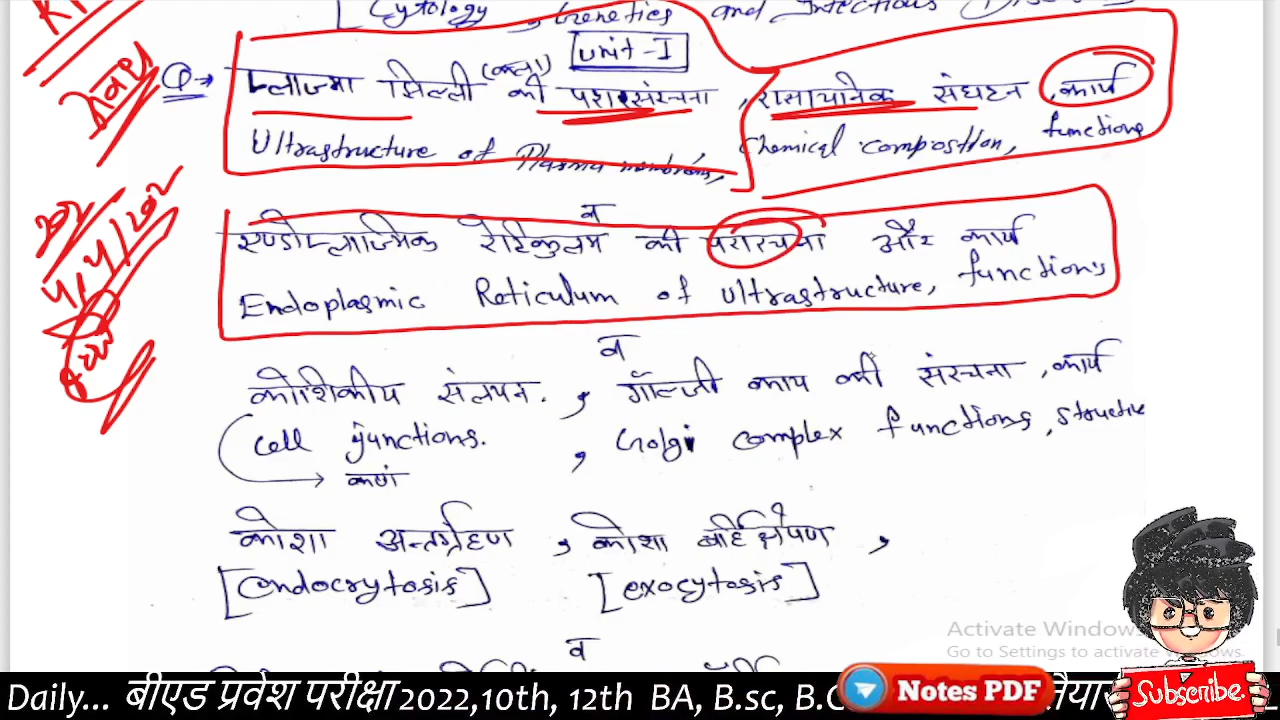 Cytology, Genetics and Infectious
Unit-I
Q→ प्लाज्मा झिल्ली (कला) की परासंरचना, रासायनिक संघटन, कार्य
Ultrastructure of Plasma membrane, Chemical composition, functions
व
एण्डोप्लाज्मिक रेटिकुलम की परारचना और कार्य
Endoplasmic Reticulum of Ultrastructure, functions
व
कोशिकीय संलयन. , गॉल्जी काय की संरचना, कार्य
cell junctions. , Golgi complex functions, structure
कोशा अन्तर्ग्रहण , कोशा बहिर्क्षेपण ,
[endocrytosis] [exocytosis]
व
Activate Windows
Go to Settings to activate Windows.
Daily... बीएड प्रवेश परीक्षा 2022,10th, 12th BA, B.sc, B.C
Notes PDF
Subscribe